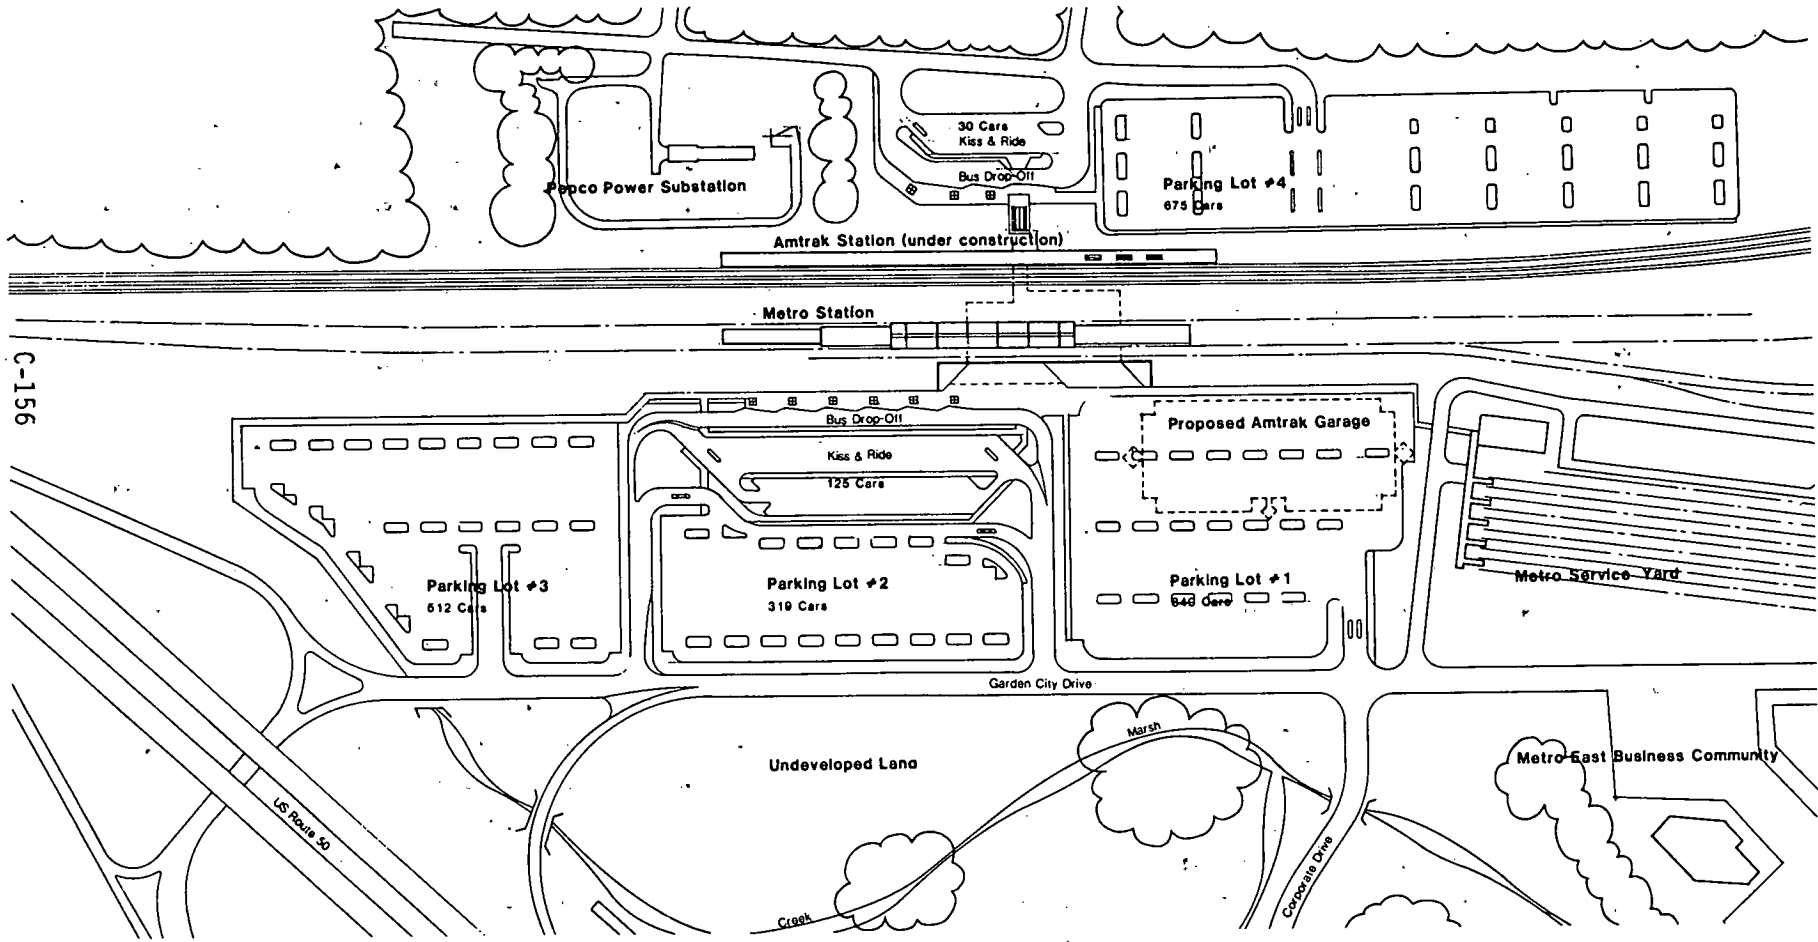 30 Cars
Kiss & Ride
Bus Drop-Off
Pepco Power Substation
Parking Lot #4
675 Cars
Amtrak Station (under construction)
Metro Station
C-156
Bus Drop-Off
Proposed Amtrak Garage
Kiss & Ride
125 Cars
Parking Lot #3
512 Cars
Parking Lot #2
319 Cars
Parking Lot #1
Cars
Metro Service Yard
Garden City Drive
Marsh
Undeveloped Land
Metro East Business Community
US Route 50
Corporate Drive
Creek